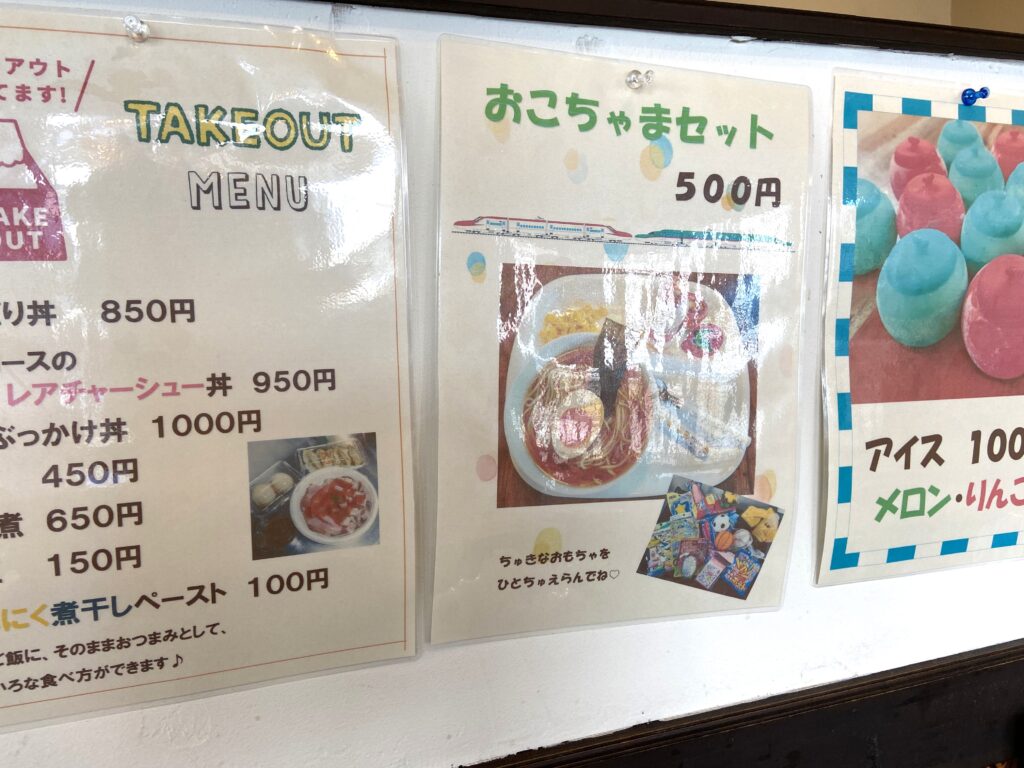 アウト
てます!
TAKEOUT
MENU
TAKE
OUT
り丼 850円
ースの
レアチャーシュー丼 950円
ぶっかけ丼 1000円
450円
煮 650円
150円
にく煮干しペースト 100円
ご飯に、そのままおつまみとして、
いろな食べ方ができます♪
おこちゃまセット
500円
ちゅきなおもちゃを
ひとちゅえらんでね♡
アイス 100
メロン・りんこ